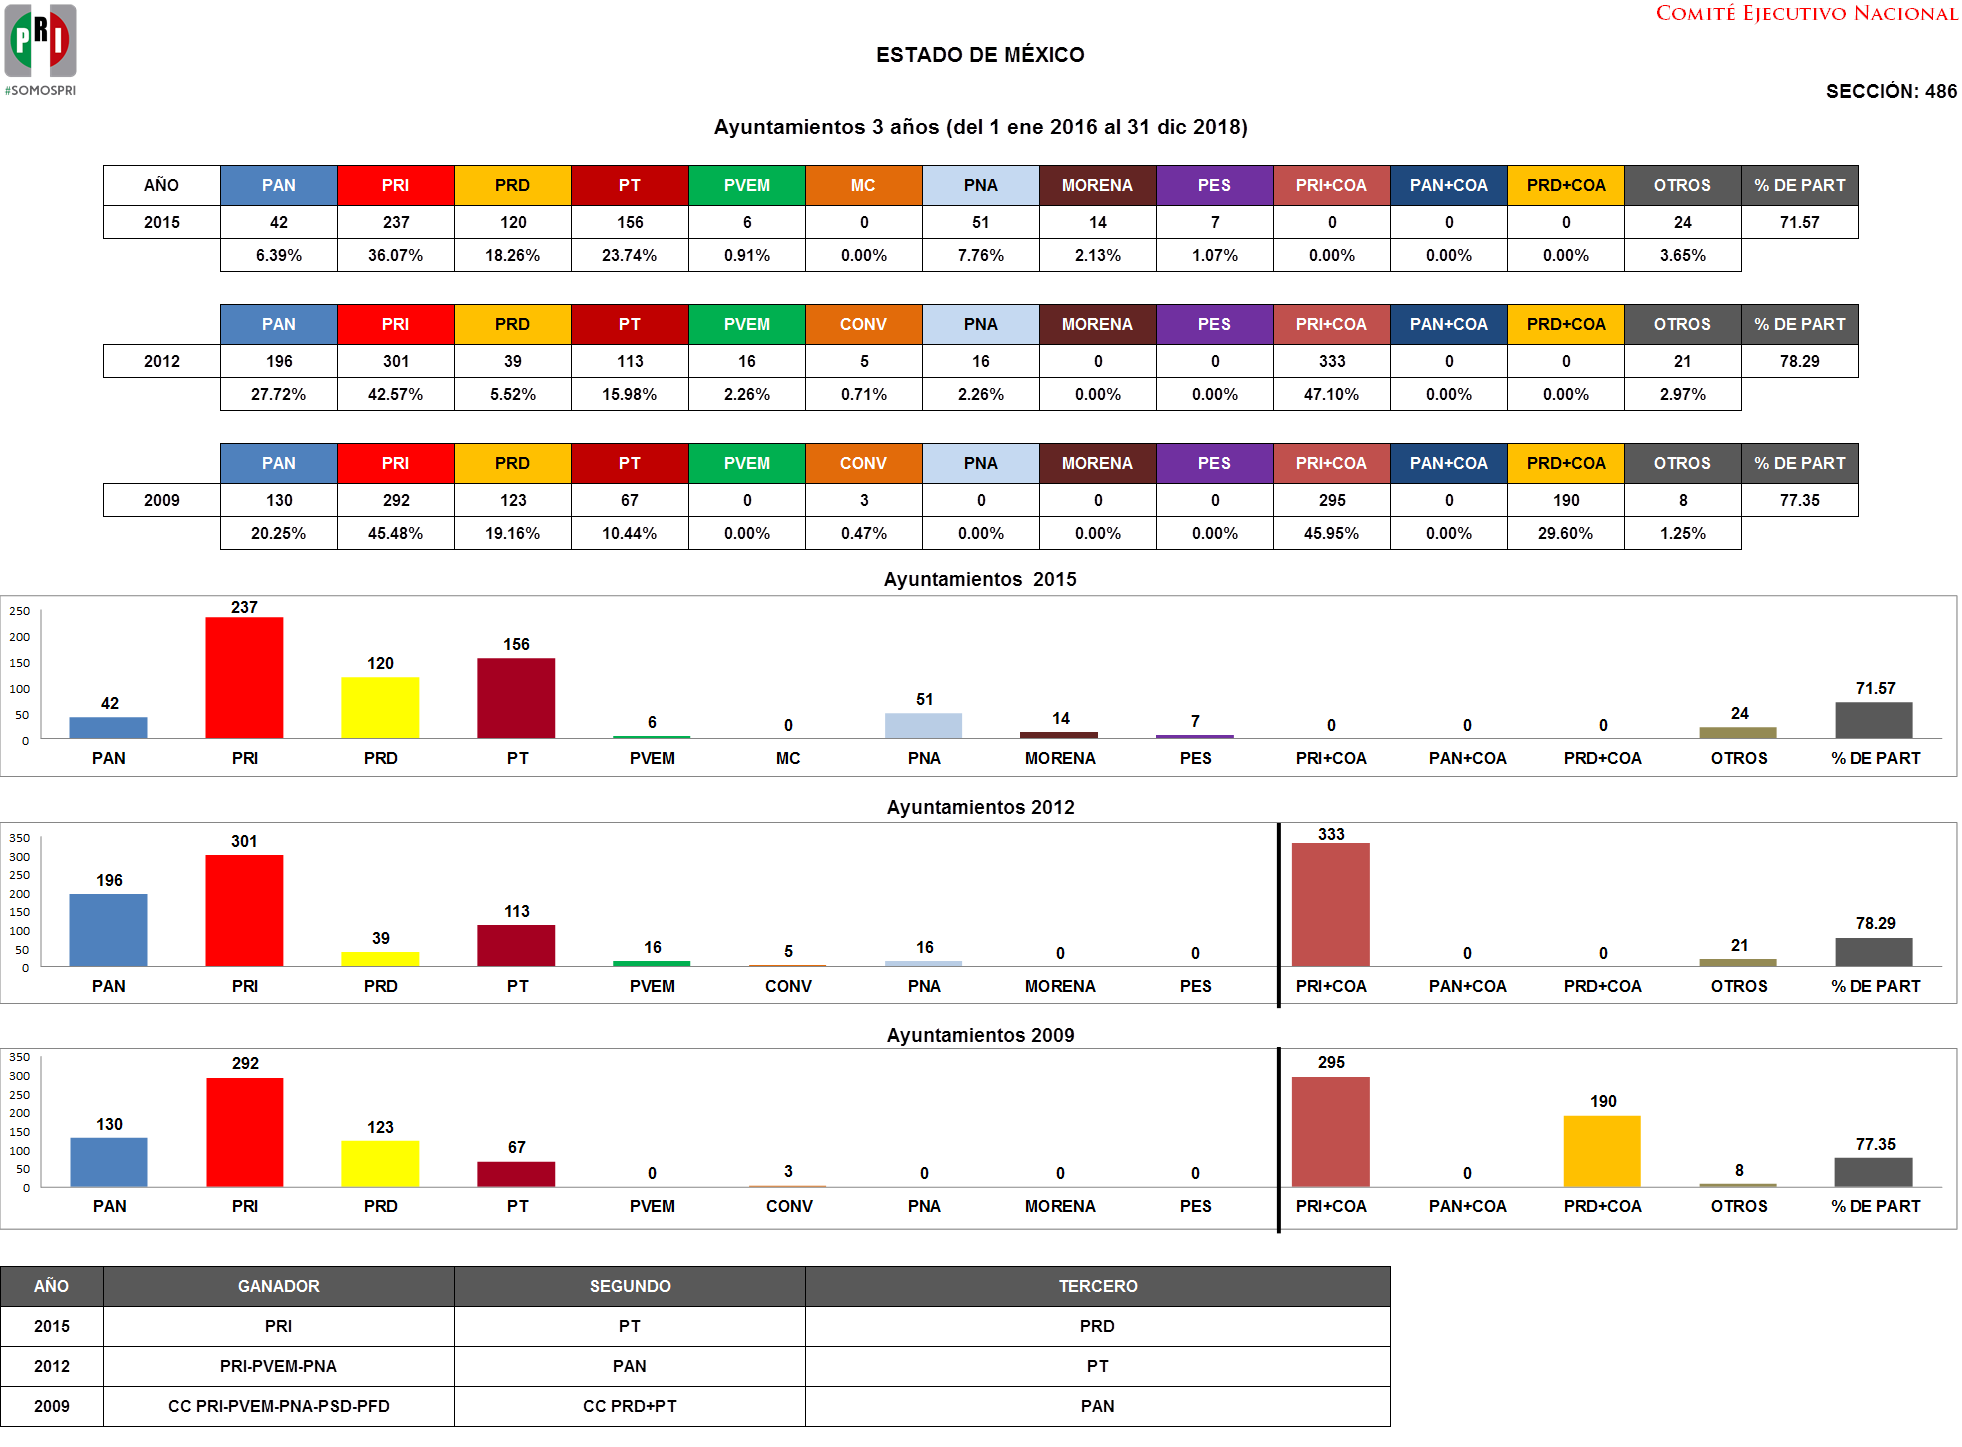 PRI
#SOMOSPRI
COMITÉ EJECUTIVO NACIONAL
ESTADO DE MÉXICO
SECCIÓN: 486
Ayuntamientos 3 años (del 1 ene 2016 al 31 dic 2018)
AÑO PAN PRI PRD PT PVEM MC PNA MORENA PES PRI+COA PAN+COA PRD+COA OTROS % DE PART
2015 42 237 120 156 6 0 51 14 7 0 0 0 24 71.57
6.39% 36.07% 18.26% 23.74% 0.91% 0.00% 7.76% 2.13% 1.07% 0.00% 0.00% 0.00% 3.65%
PAN PRI PRD PT PVEM CONV PNA MORENA PES PRI+COA PAN+COA PRD+COA OTROS % DE PART
2012 196 301 39 113 16 5 16 0 0 333 0 0 21 78.29
27.72% 42.57% 5.52% 15.98% 2.26% 0.71% 2.26% 0.00% 0.00% 47.10% 0.00% 0.00% 2.97%
PAN PRI PRD PT PVEM CONV PNA MORENA PES PRI+COA PAN+COA PRD+COA OTROS % DE PART
2009 130 292 123 67 0 3 0 0 0 295 0 190 8 77.35
20.25% 45.48% 19.16% 10.44% 0.00% 0.47% 0.00% 0.00% 0.00% 45.95% 0.00% 29.60% 1.25%
Ayuntamientos 2015
250
200
150
100
50
0
42 237 120 156 6 0 51 14 7 0 0 0 24 71.57
PAN PRI PRD PT PVEM MC PNA MORENA PES PRI+COA PAN+COA PRD+COA OTROS % DE PART
Ayuntamientos 2012
350
300
250
200
150
100
50
0
196 301 39 113 16 5 16 0 0 333 0 0 21 78.29
PAN PRI PRD PT PVEM CONV PNA MORENA PES PRI+COA PAN+COA PRD+COA OTROS % DE PART
Ayuntamientos 2009
350
300
250
200
150
100
50
0
130 292 123 67 0 3 0 0 0 295 0 190 8 77.35
PAN PRI PRD PT PVEM CONV PNA MORENA PES PRI+COA PAN+COA PRD+COA OTROS % DE PART
AÑO GANADOR SEGUNDO TERCERO
2015 PRI PT PRD
2012 PRI-PVEM-PNA PAN PT
2009 CC PRI-PVEM-PNA-PSD-PFD CC PRD+PT PAN